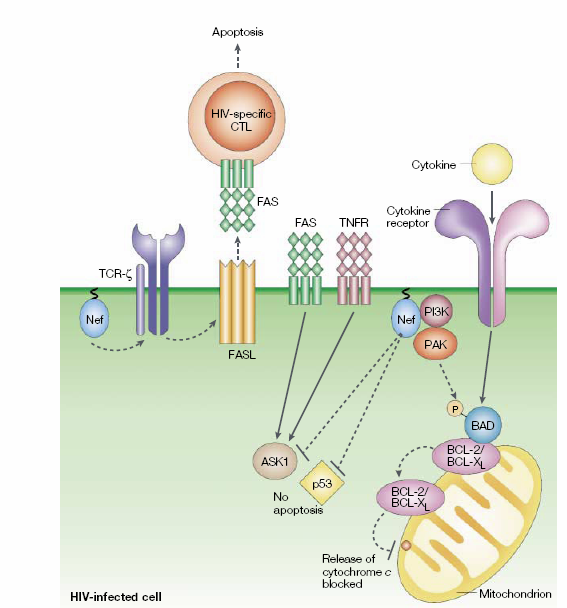 Apoptosis
HIV-specific
CTL
Cytokine
FAS
Cytokine
receptor
FAS
TNFR
TCR-ζ
Nef
FASL
Nef
PI3K
PAK
P
BAD
BCL-2/
BCL-XL
ASK1
p53
No
apoptosis
BCL-2/
BCL-XL
Release of
cytochrome c
blocked
HIV-infected cell
Mitochondrion